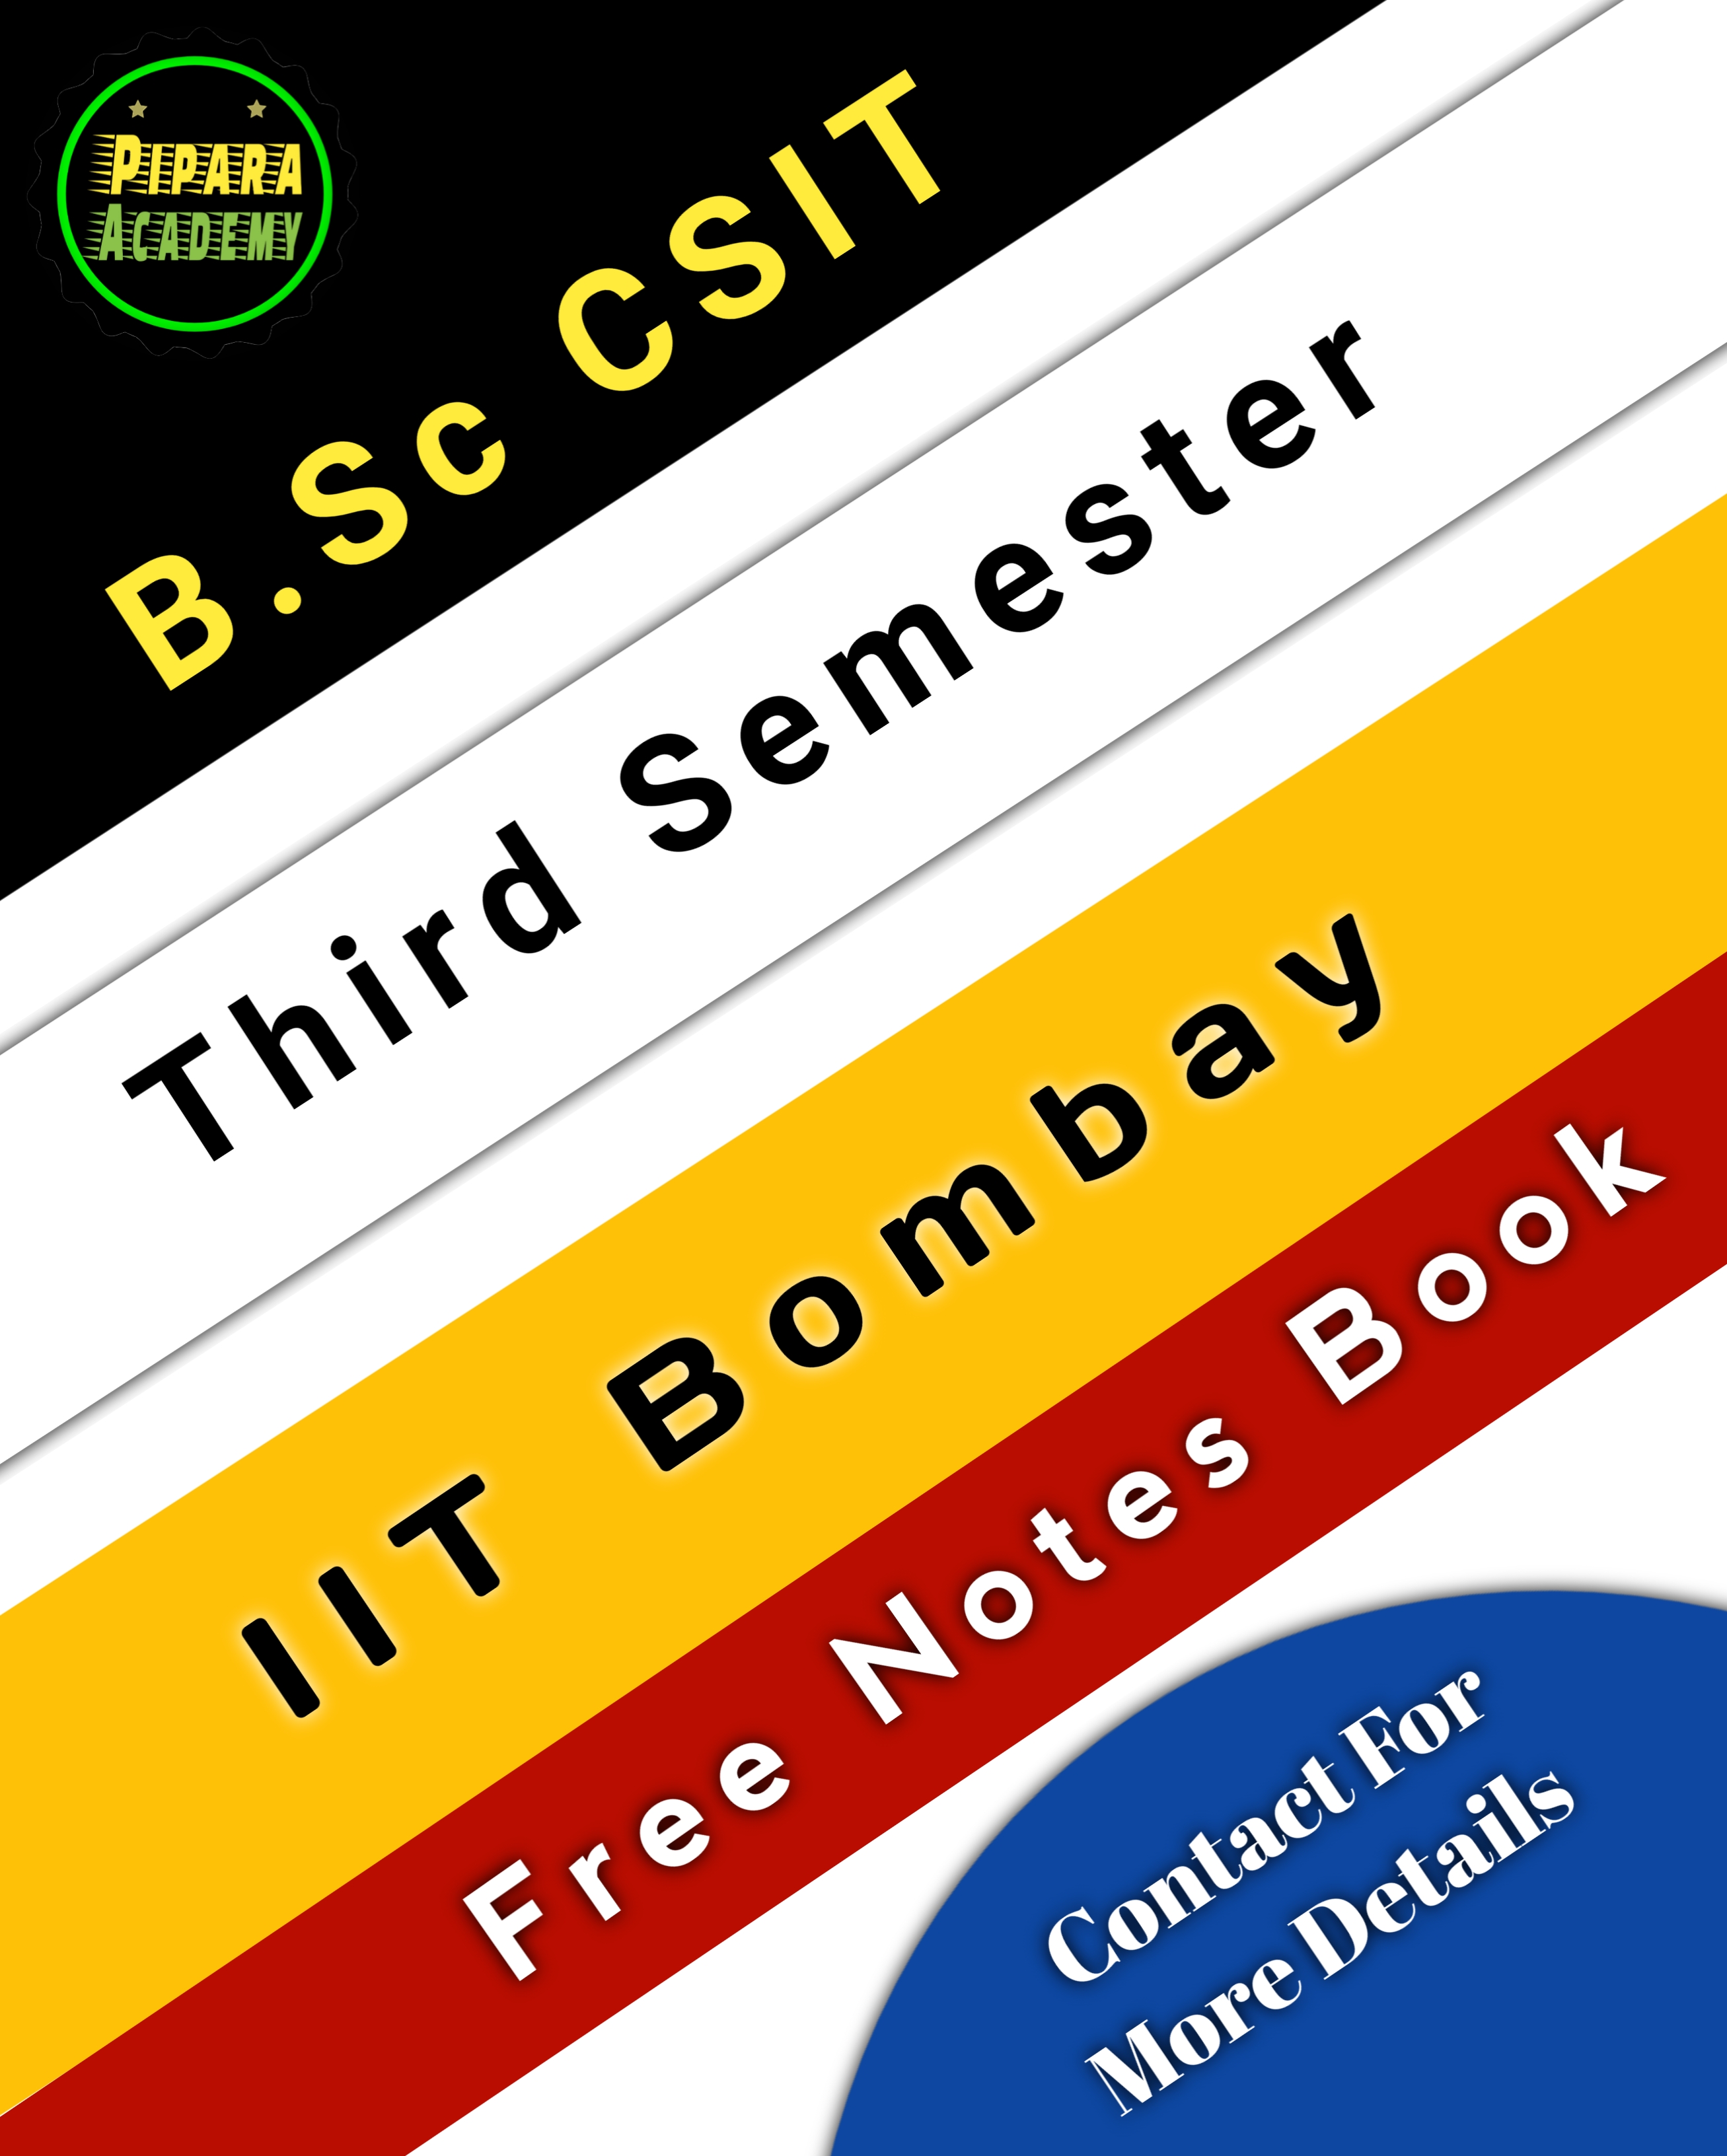 PIPARA
ACADEMY
B.Sc CSIT
Third Semester
IIT Bombay
Free Notes Book
Contact For
More Details